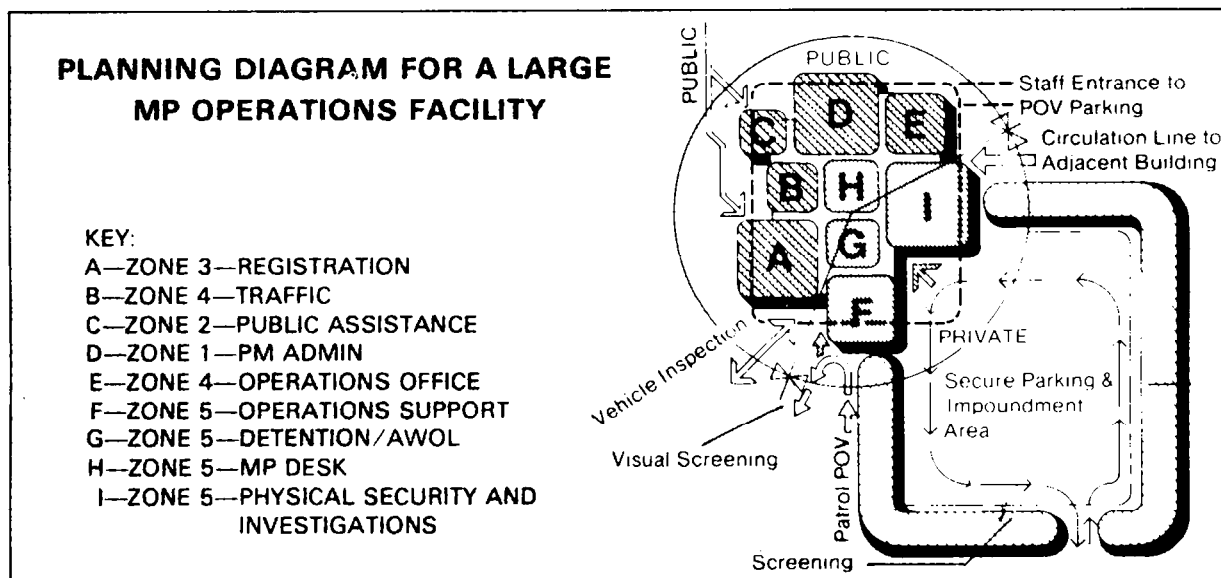 PLANNING DIAGRAM FOR A LARGE
MP OPERATIONS FACILITY
KEY:
A—ZONE 3—REGISTRATION
B—ZONE 4—TRAFFIC
C—ZONE 2—PUBLIC ASSISTANCE
D—ZONE 1—PM ADMIN
E—ZONE 4—OPERATIONS OFFICE
F—ZONE 5—OPERATIONS SUPPORT
G—ZONE 5—DETENTION/AWOL
H—ZONE 5—MP DESK
I—ZONE 5—PHYSICAL SECURITY AND
INVESTIGATIONS
PUBLIC
PUBLIC
Staff Entrance to
POV Parking
Circulation Line to
Adjacent Building
C
D
E
B
H
I
A
G
F
Vehicle Inspection
PRIVATE
Secure Parking &
Impoundment
Area
Visual Screening
Patrol POV
Screening